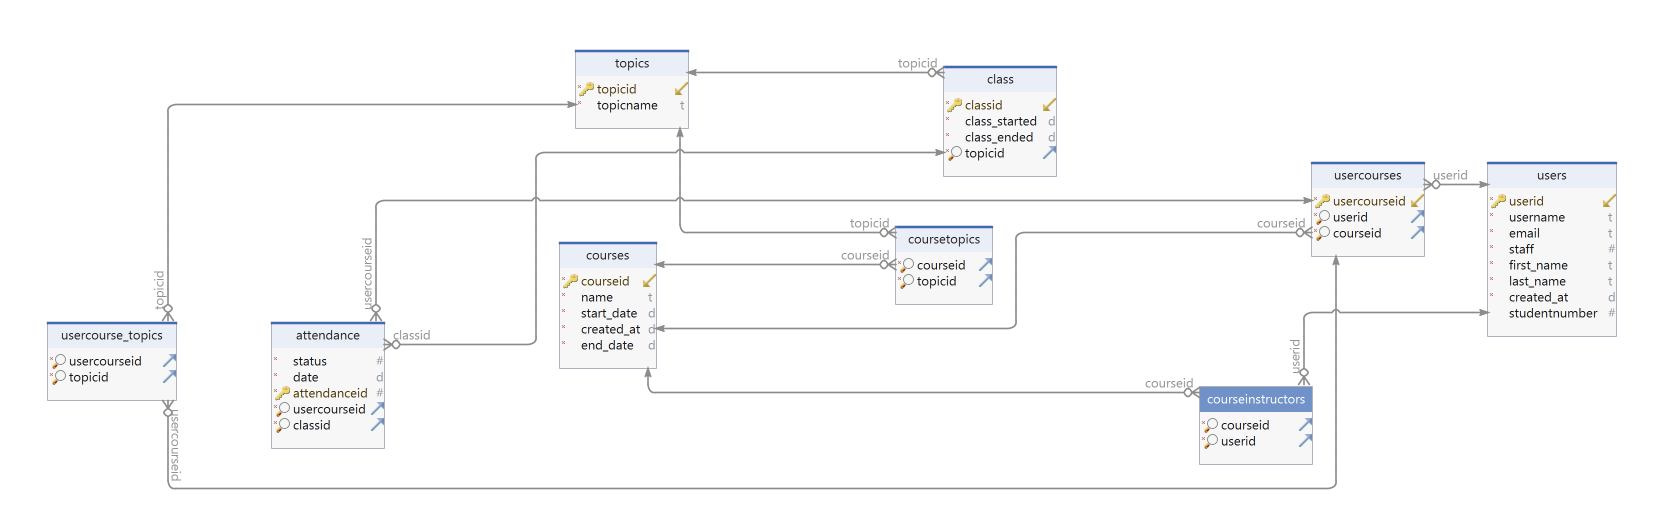 topics
topicid
topicname t
topicid
class
classid
class_started d
class_ended d
topicid
usercourses
usercourseid
userid
courseid
userid
users
userid
username t
email t
staff #
first_name t
last_name t
created_at d
studentnumber #
topicid
courseid
coursetopics
courseid
topicid
courseid
courses
courseid
name t
start_date d
created_at d
end_date d
topicid
usercourseid
usercourse_topics
usercourseid
topicid
usercourseid
attendance
status #
date d
attendanceid #
usercourseid
classid
classid
userid
courseid
courseinstructors
courseid
userid